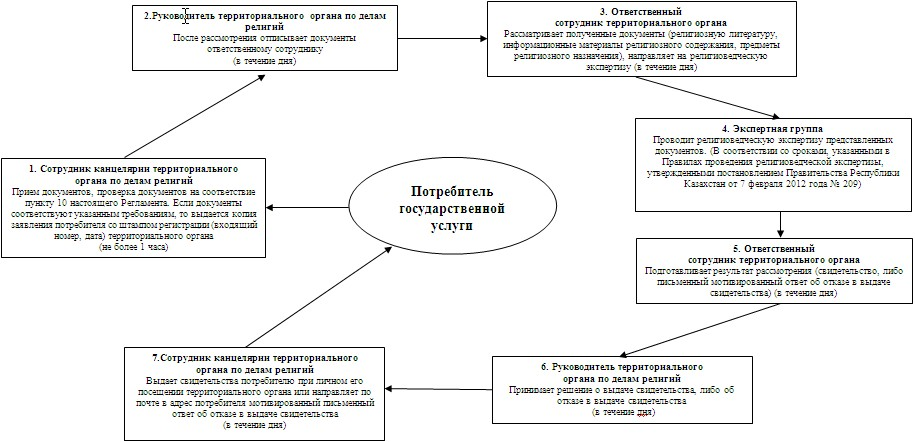 2.Руководитель территориального органа по делам
религий
После рассмотрения отписывает документы
ответственному сотруднику
(в течение дня)
3. Ответственный
сотрудник территориального органа
Рассматривает полученные документы (религиозную литературу,
информационные материалы религиозного содержания, предметы
религиозного назначения), направляет на религиоведческую
экспертизу (в течение дня)
4. Экспертная группа
Проводит религиоведческую экспертизу представленных
документов. (В соответствии со сроками, указанными в
Правилах проведения религиоведческой экспертизы,
утвержденными постановлением Правительства Республики
Казахстан от 7 февраля 2012 года № 209)
1. Сотрудник канцелярии территориального
органа по делам религий
Прием документов, проверка документов на соответствие
пункту 10 настоящего Регламента. Если документы
соответствуют указанным требованиям, то выдается копия
заявления потребителя со штампом регистрации (входящий
номер, дата) территориального органа
(не более 1 часа)
Потребитель
государственной
услуги
5. Ответственный
сотрудник территориального органа
Подготавливает результат рассмотрения (свидетельство, либо
письменный мотивированный ответ об отказе в выдаче
свидетельства) (в течение дня)
7.Сотрудник канцелярии территориального
органа по делам религий
Выдает свидетельства потребителю при личном его
посещении территориального органа или направляет по
почте в адрес потребителя мотивированный письменный
ответ об отказе в выдаче свидетельства
(в течение дня)
6. Руководитель территориального
органа по делам религий
Принимает решение о выдаче свидетельства, либо об
отказе в выдаче свидетельства
(в течение дня)